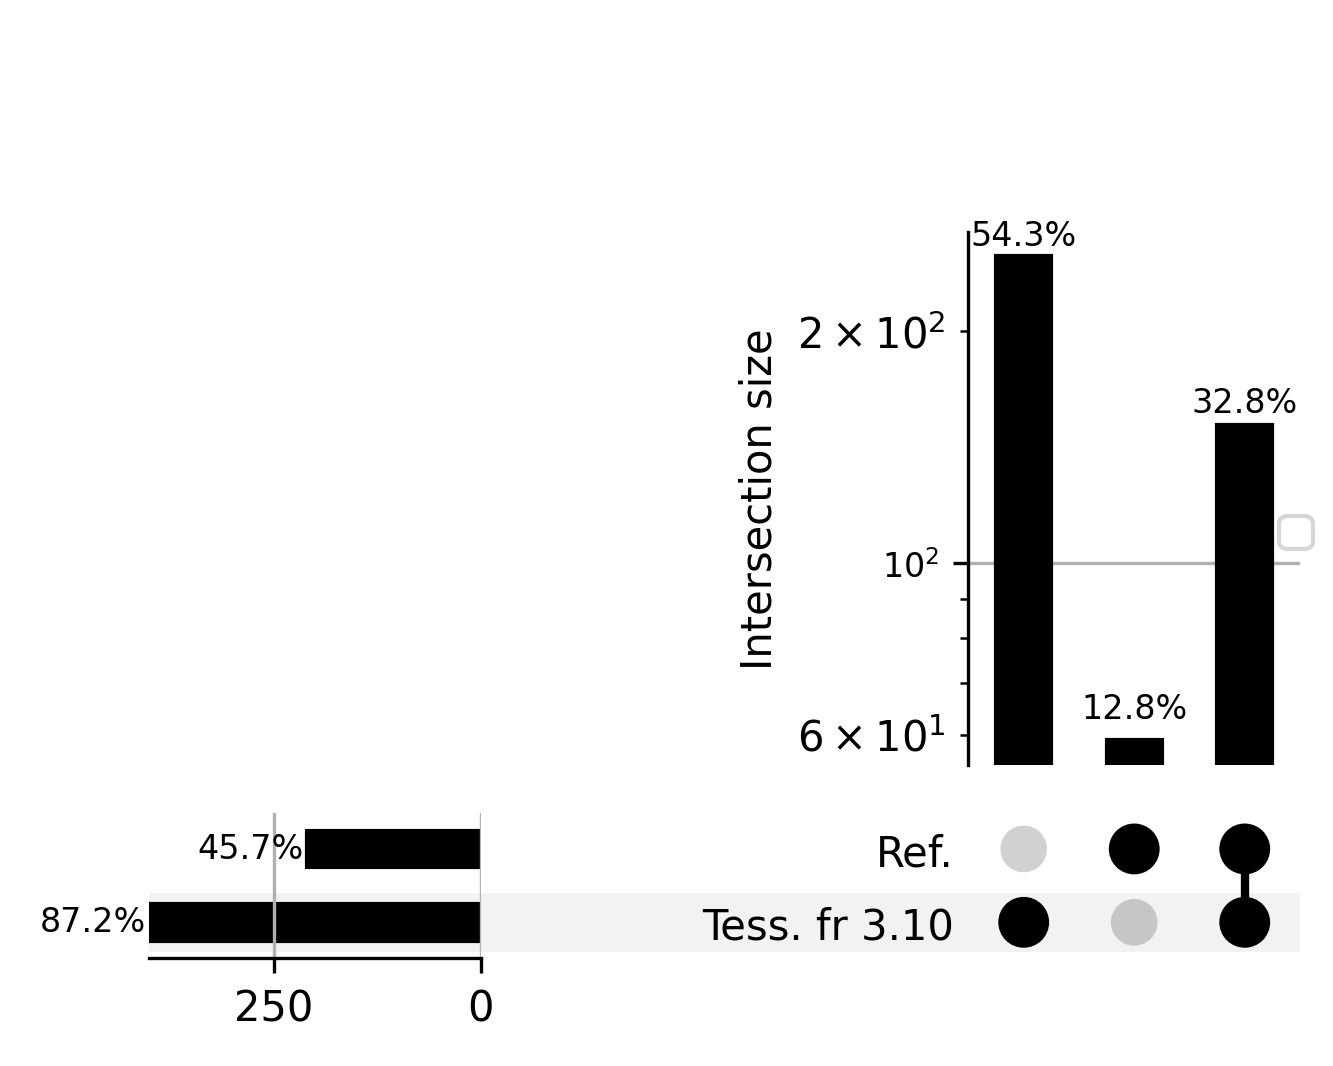 54.3%
2 × 10²
32.8%
Intersection size
10²
12.8%
6 × 10¹
45.7%
Ref.
87.2%
Tess. fr 3.10
250
0